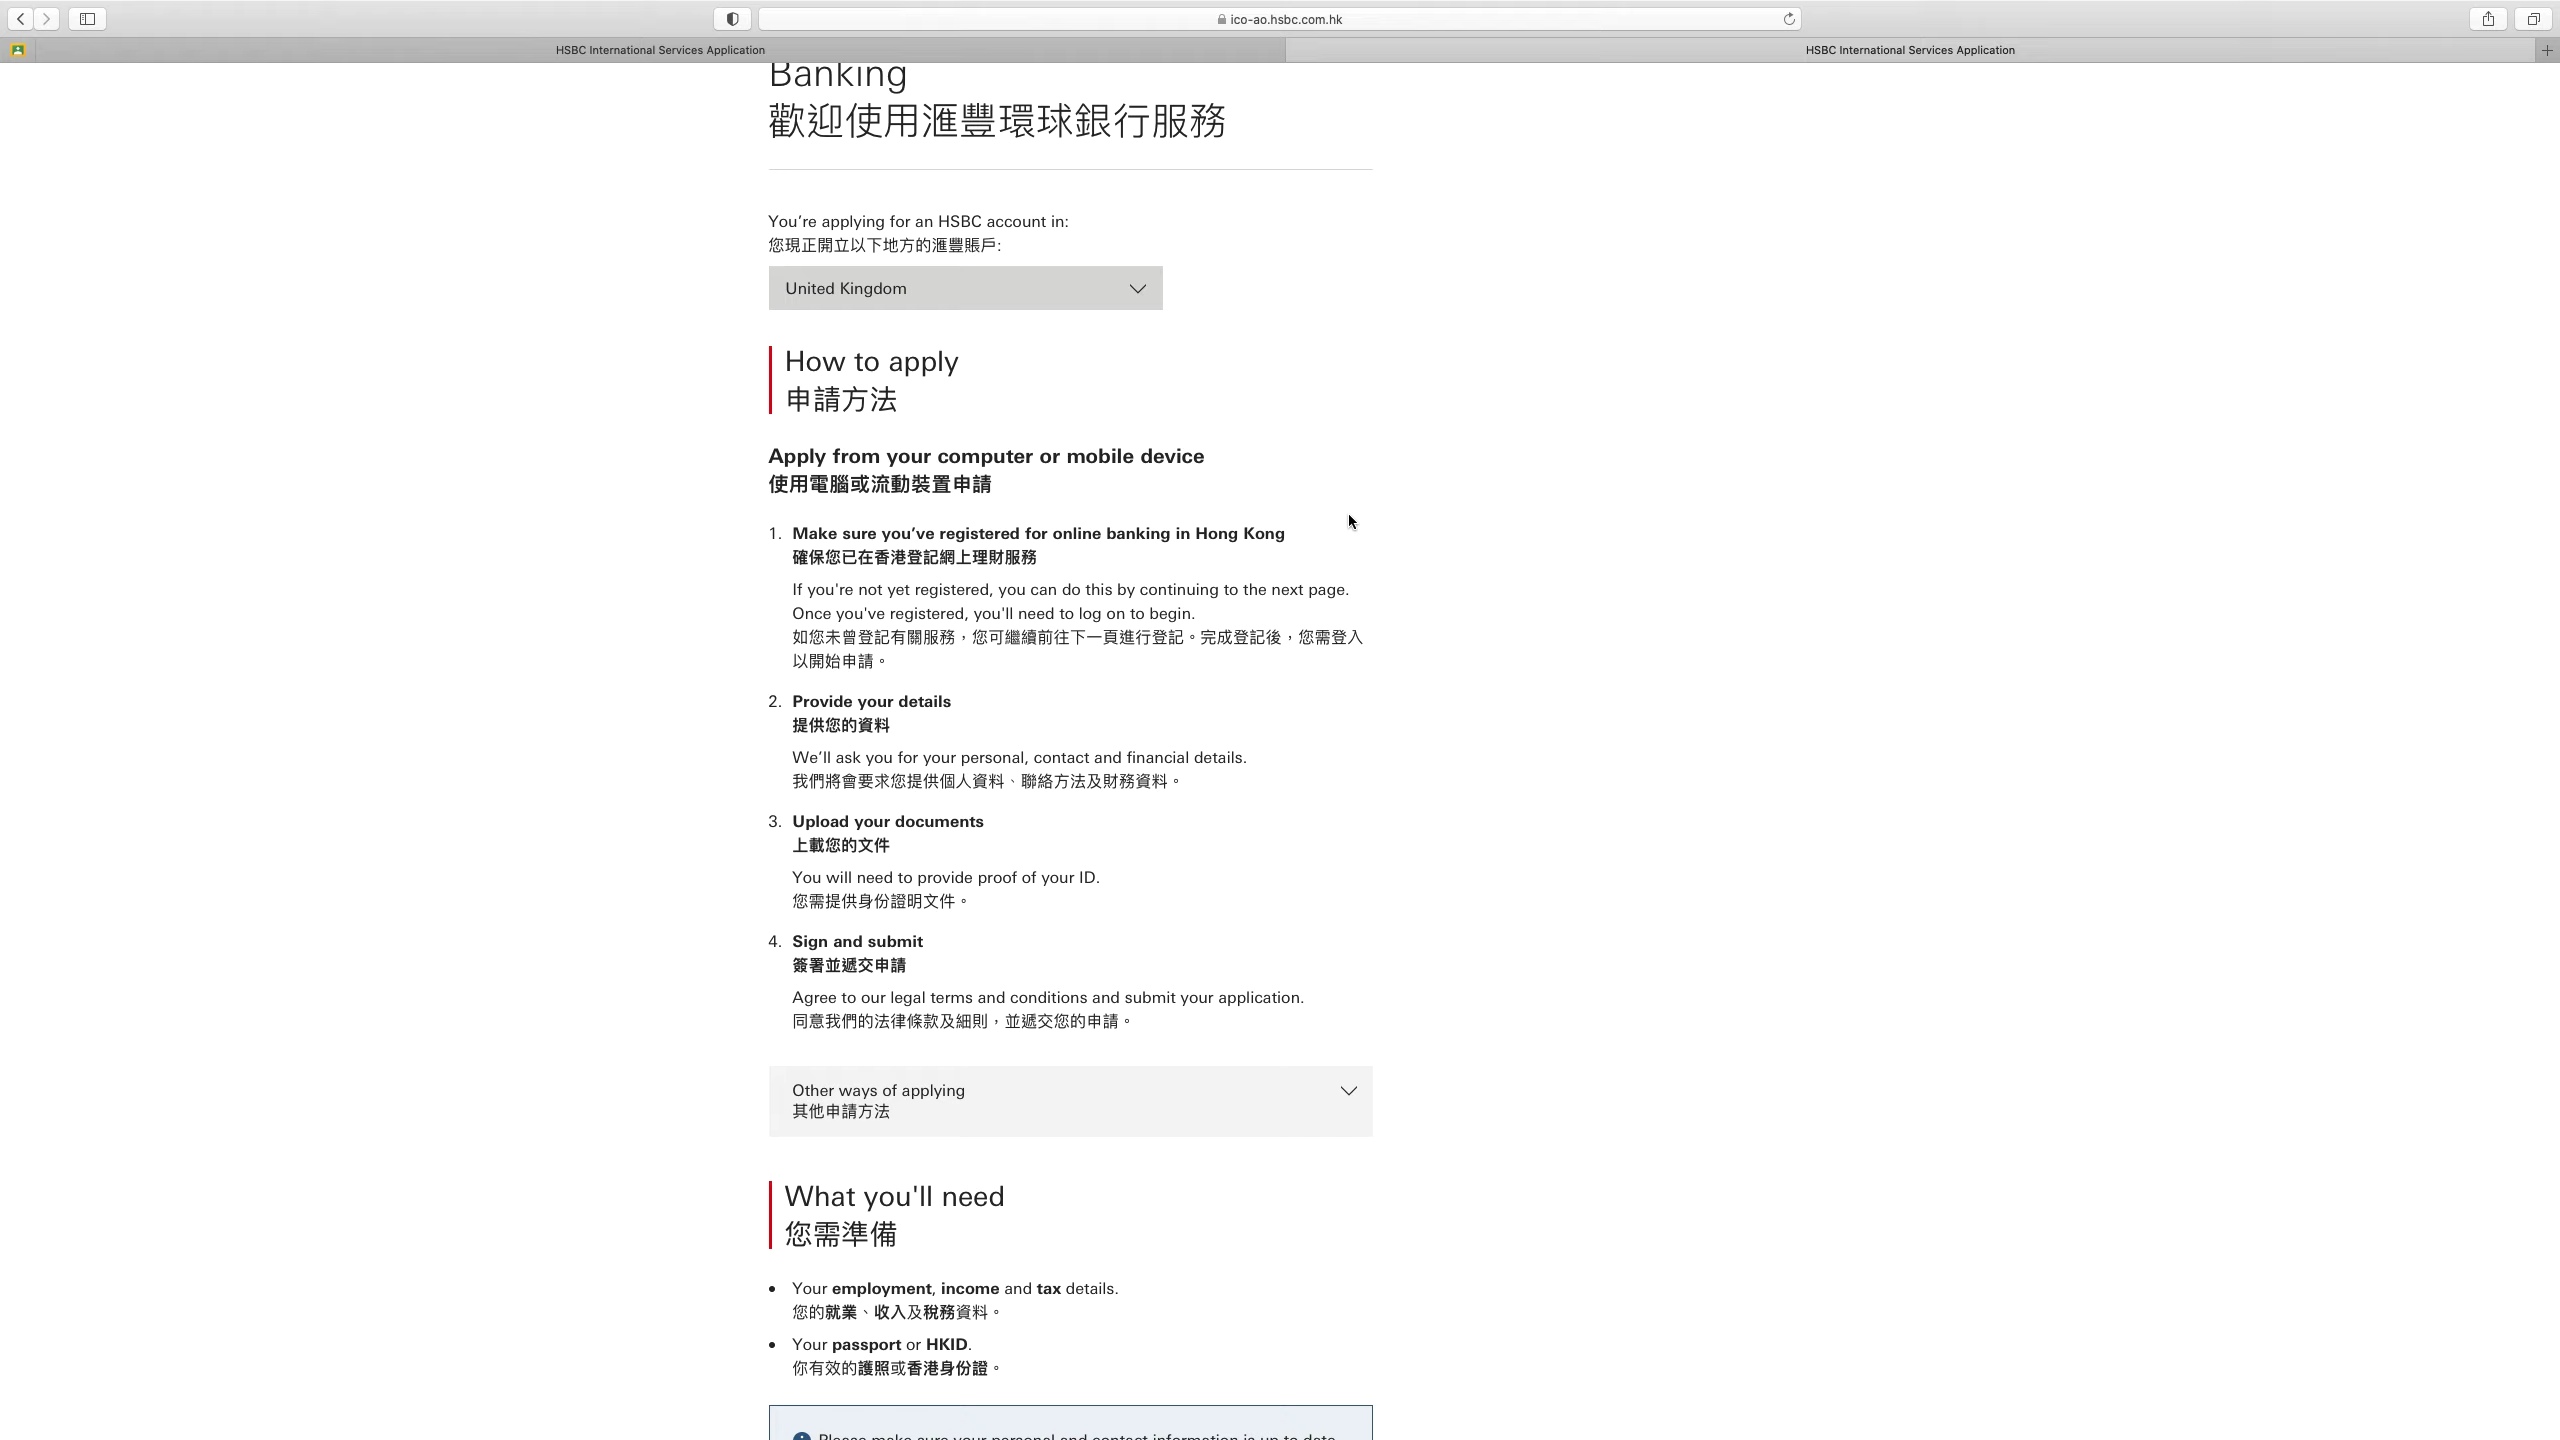 ico-ao.hsbc.com.hk
HSBC International Services Application
HSBC International Services Application
Banking
歡迎使用滙豐環球銀行服務
You’re applying for an HSBC account in:
您現正開立以下地方的滙豐賬戶:
United Kingdom
How to apply
申請方法
Apply from your computer or mobile device
使用電腦或流動裝置申請
1. Make sure you’ve registered for online banking in Hong Kong
確保您已在香港登記網上理財服務
If you're not yet registered, you can do this by continuing to the next page.
Once you've registered, you'll need to log on to begin.
如您未曾登記有關服務，您可繼續前往下一頁進行登記。完成登記後，您需登入
以開始申請。
2. Provide your details
提供您的資料
We’ll ask you for your personal, contact and financial details.
我們將會要求您提供個人資料、聯絡方法及財務資料。
3. Upload your documents
上載您的文件
You will need to provide proof of your ID.
您需提供身份證明文件。
4. Sign and submit
簽署並遞交申請
Agree to our legal terms and conditions and submit your application.
同意我們的法律條款及細則，並遞交您的申請。
Other ways of applying
其他申請方法
What you'll need
您需準備
• Your employment, income and tax details.
您的就業、收入及稅務資料。
• Your passport or HKID.
你有效的護照或香港身份證。
Please make sure your personal and contact information is up to date